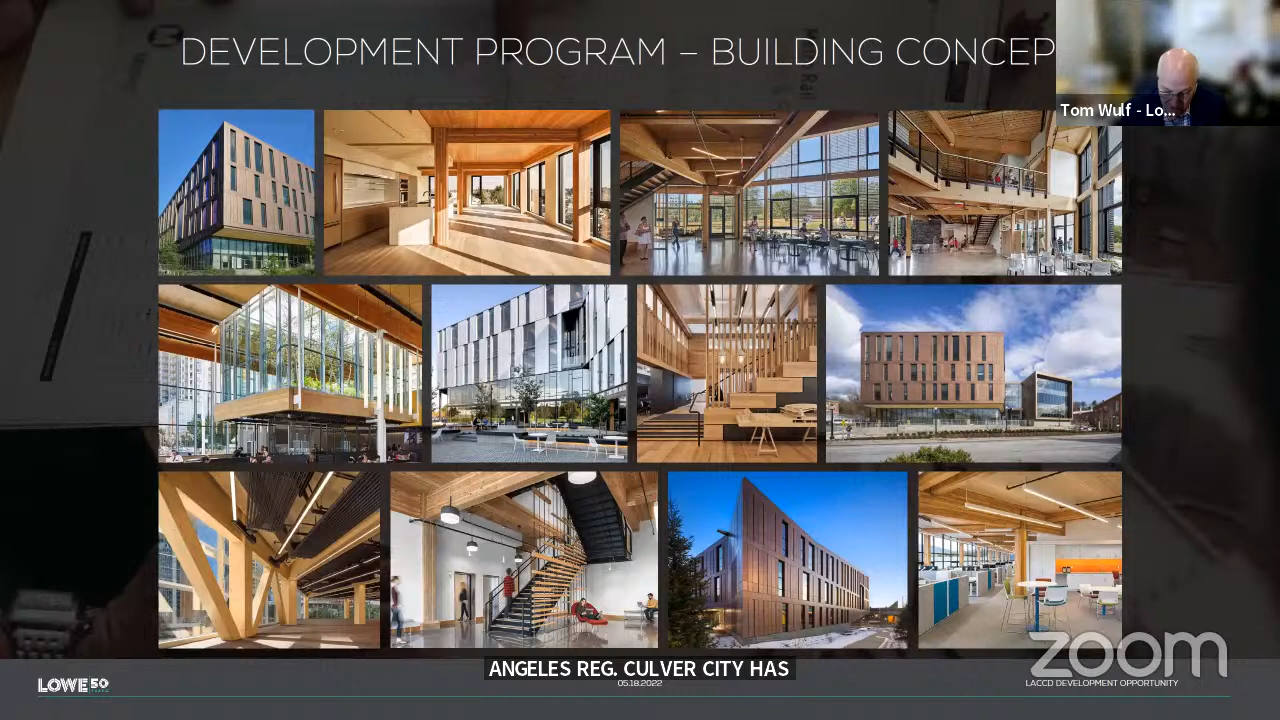 DEVELOPMENT PROGRAM – BUILDING CONCEP
Tom Wulf - Lo...
ANGELES REG. CULVER CITY HAS
LOWE 50
05.18.2022
zoom
LACCD DEVELOPMENT OPPORTUNITY